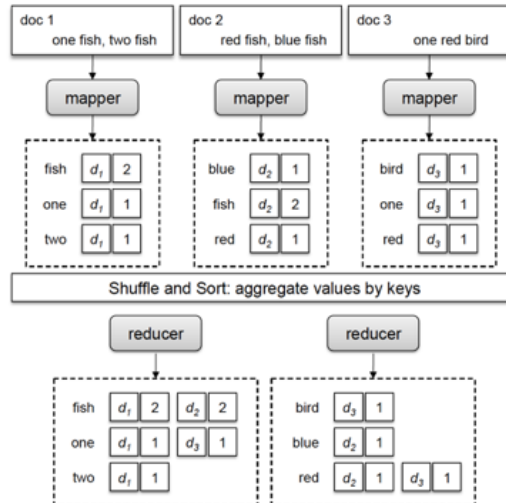 doc 1
one fish, two fish
doc 2
red fish, blue fish
doc 3
one red bird
mapper
mapper
mapper
fish d1 2
one d1 1
two d1 1
blue d2 1
fish d2 2
red d2 1
bird d3 1
one d3 1
red d3 1
Shuffle and Sort: aggregate values by keys
reducer
reducer
fish d1 2 d2 2
one d1 1 d3 1
two d1 1
bird d3 1
blue d2 1
red d2 1 d3 1